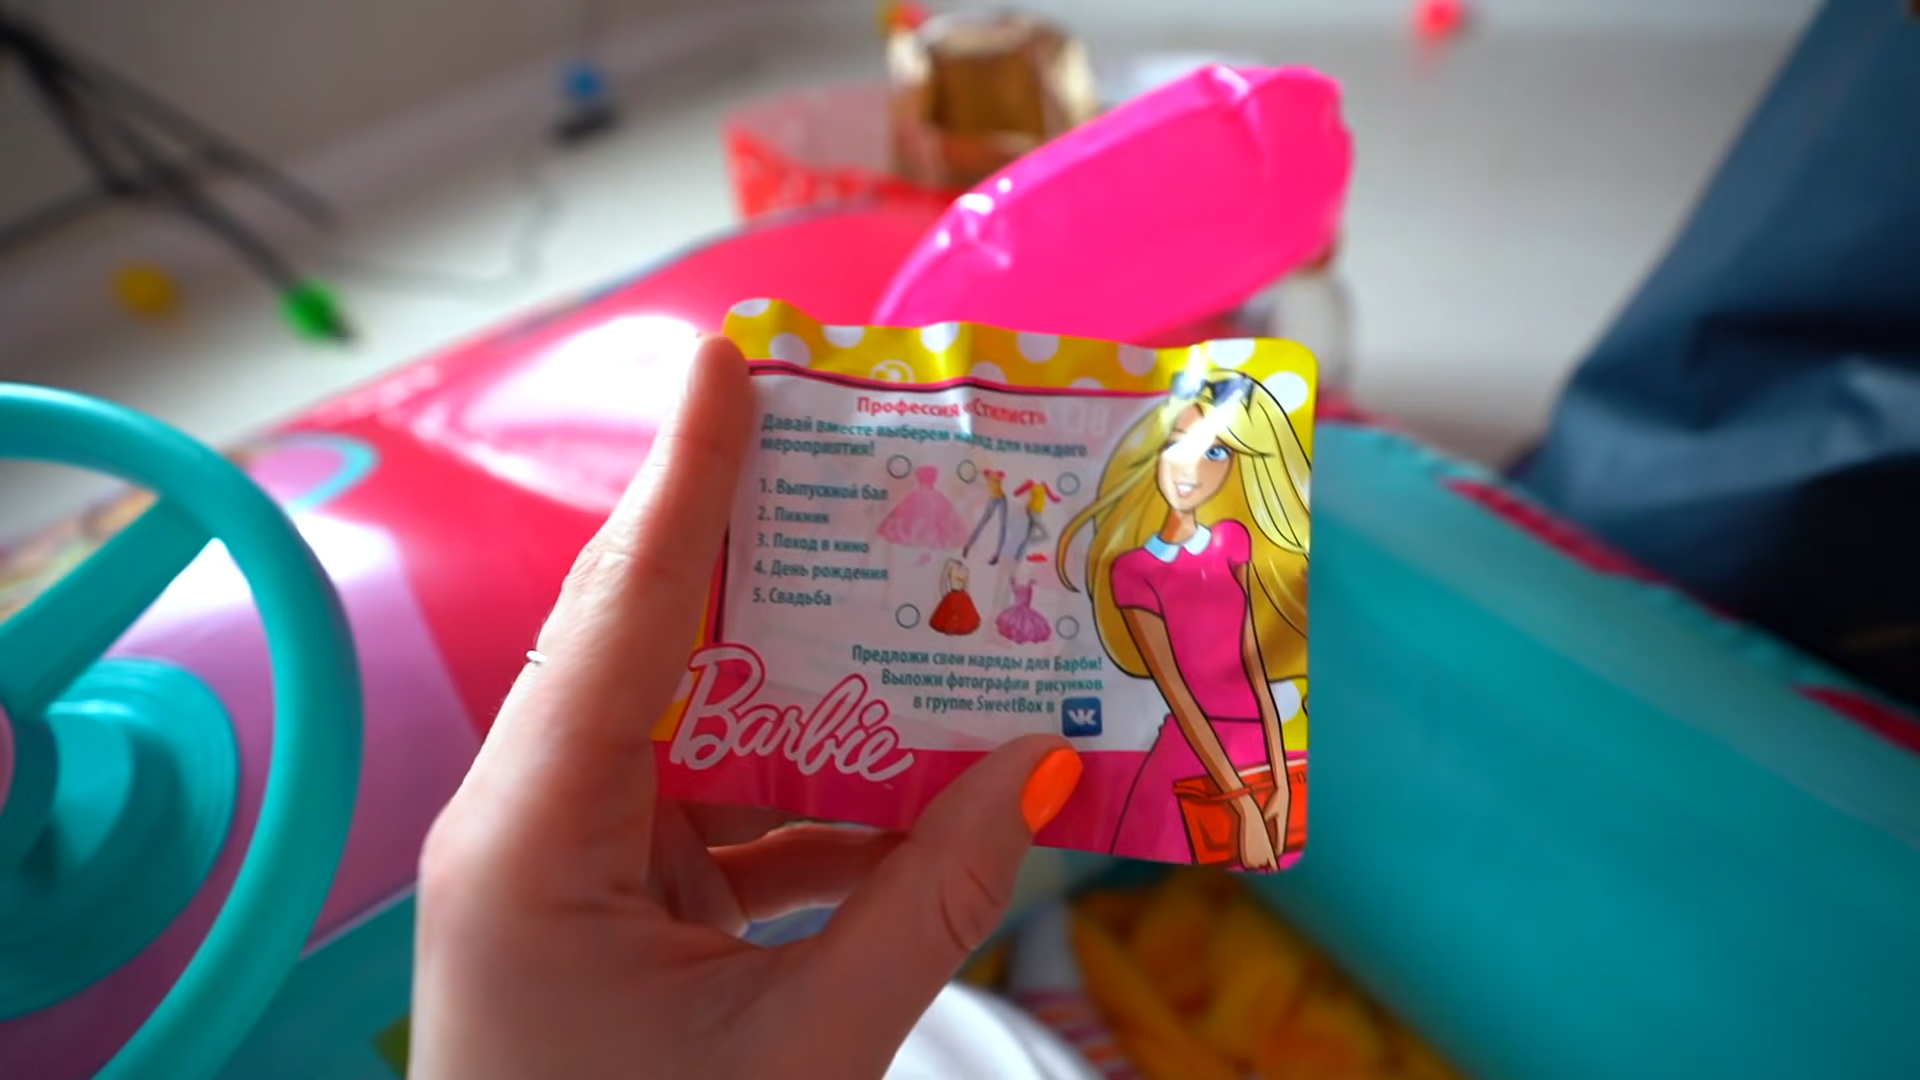 Профессия «Стилист»
Давай вместе выберем наряд для каждого
мероприятия!
1. Выпускной бал
2. Пикник
3. Поход в кино
4. День рождения
5. Свадьба
Предложи свои наряды для Барби!
Выложи фотографии рисунков
в группе SweetBox в VK
Barbie